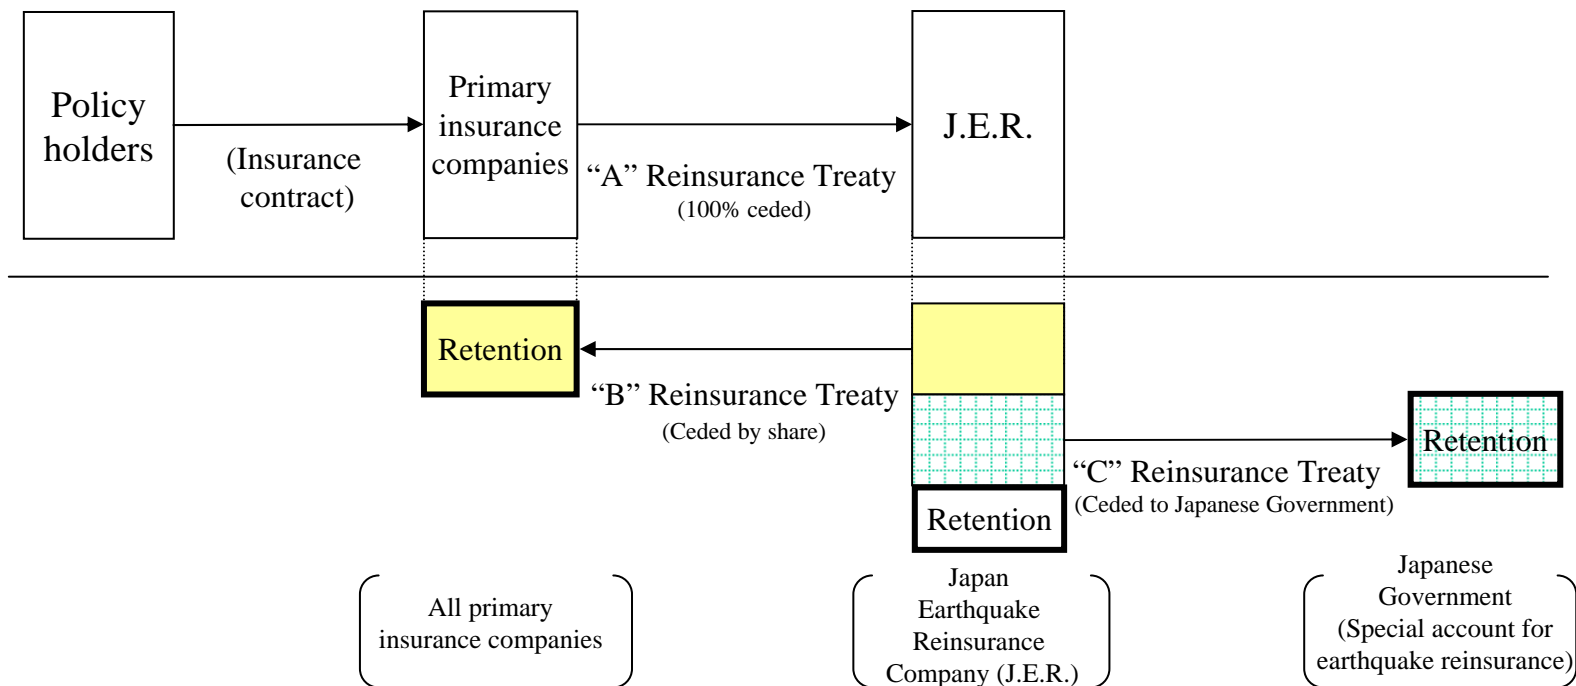 Policy
holders
(Insurance
contract)
Primary
insurance
companies
“A” Reinsurance Treaty
(100% ceded)
J.E.R.
Retention
“B” Reinsurance Treaty
(Ceded by share)
Retention
“C” Reinsurance Treaty
(Ceded to Japanese Government)
Retention
All primary
insurance companies
Japan
Earthquake
Reinsurance
Company (J.E.R.)
Japanese
Government
(Special account for
earthquake reinsurance)